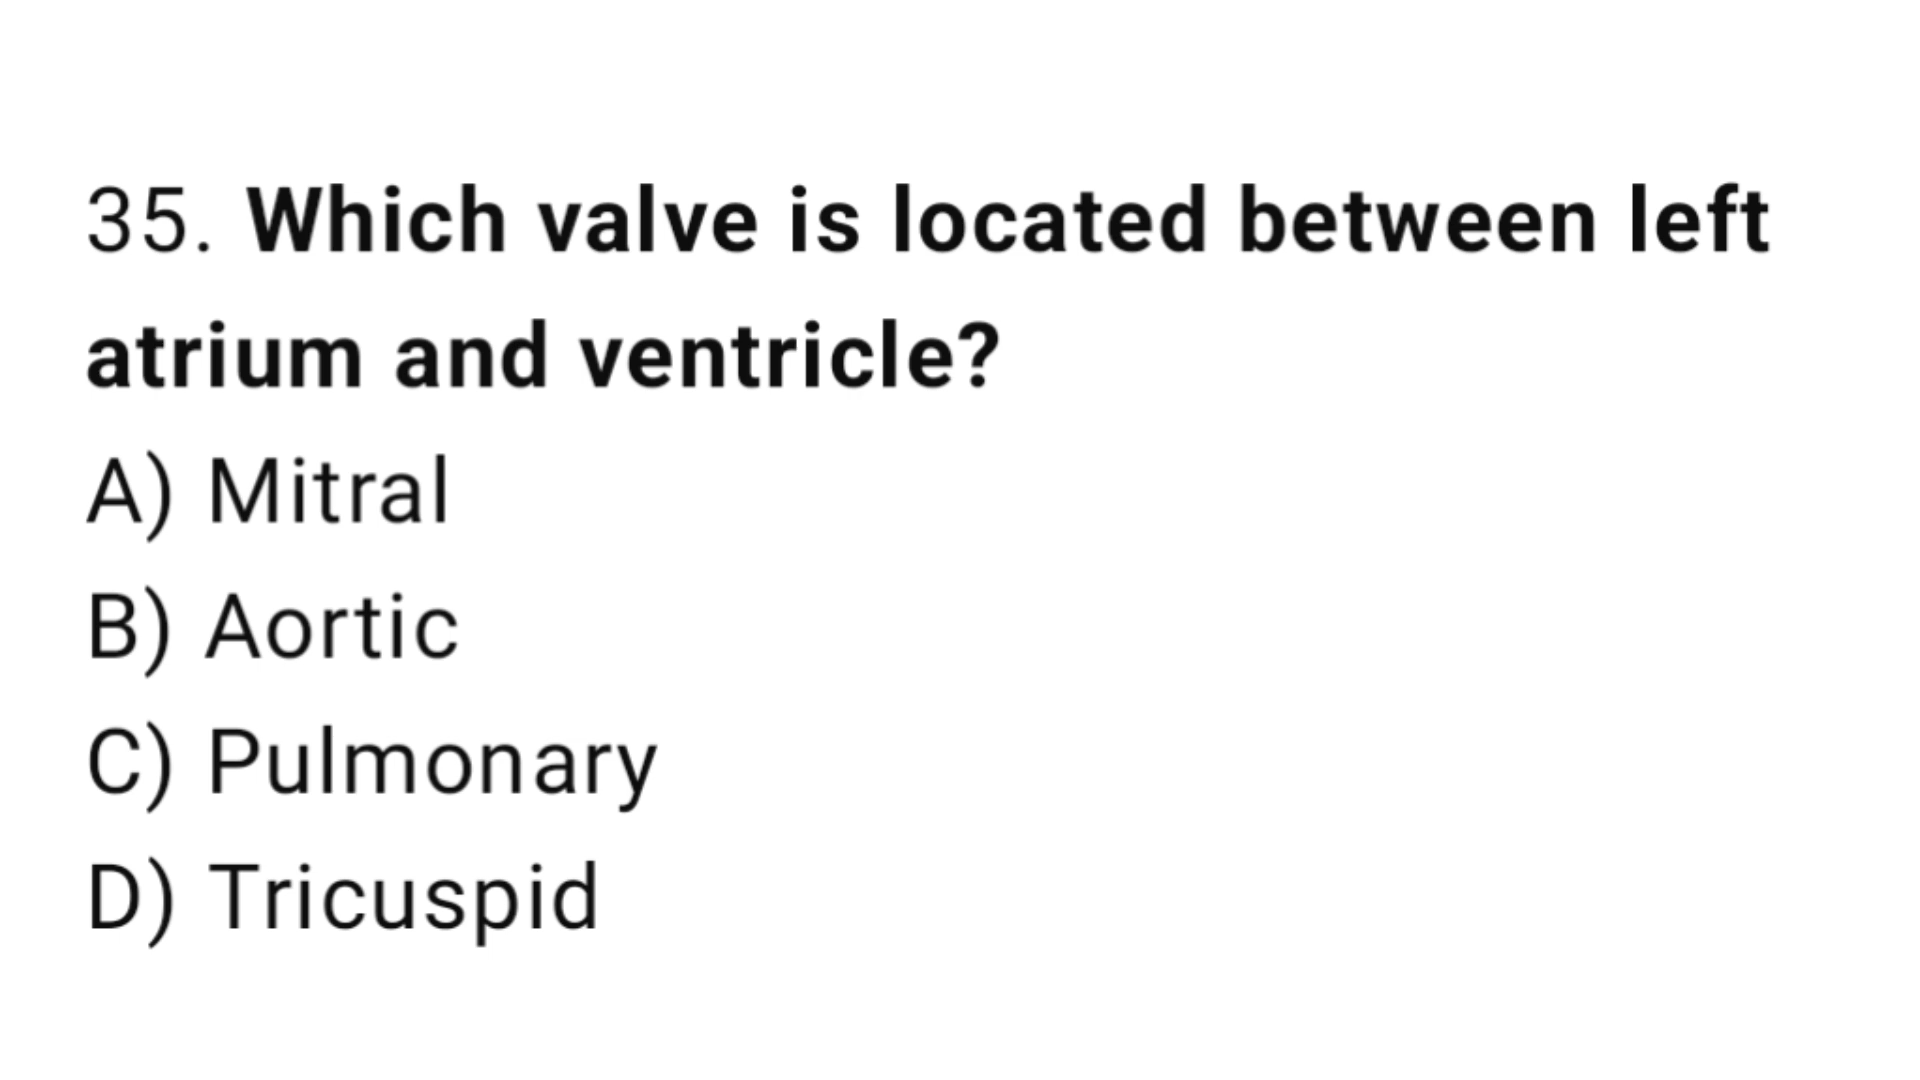 35. Which valve is located between left
atrium and ventricle?
A) Mitral
B) Aortic
C) Pulmonary
D) Tricuspid